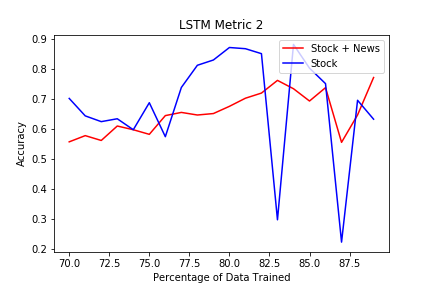 LSTM Metric 2
Stock + News
Stock
0.9
0.8
0.7
0.6
0.5
0.4
0.3
0.2
Accuracy
70.0 72.5 75.0 77.5 80.0 82.5 85.0 87.5
Percentage of Data Trained